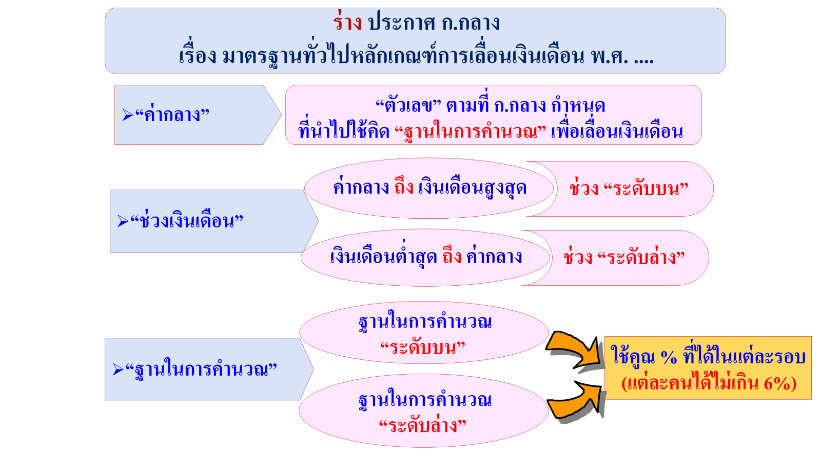 ร่าง ประกาศ ก.กลาง
เรื่อง มาตรฐานทั่วไปหลักเกณฑ์การเลื่อนเงินเดือน พ.ศ. ....
➢“ค่ากลาง”
“ตัวเลข” ตามที่ ก.กลาง กำหนด
ที่นำไปใช้คิด “ฐานในการคำนวณ” เพื่อเลื่อนเงินเดือน
➢“ช่วงเงินเดือน”
ค่ากลาง ถึง เงินเดือนสูงสุด
ช่วง “ระดับบน”
เงินเดือนต่ำสุด ถึง ค่ากลาง
ช่วง “ระดับล่าง”
➢“ฐานในการคำนวณ”
ฐานในการคำนวณ
“ระดับบน”
ฐานในการคำนวณ
“ระดับล่าง”
ใช้คูณ % ที่ได้ในแต่ละรอบ
(แต่ละคนได้ไม่เกิน 6%)